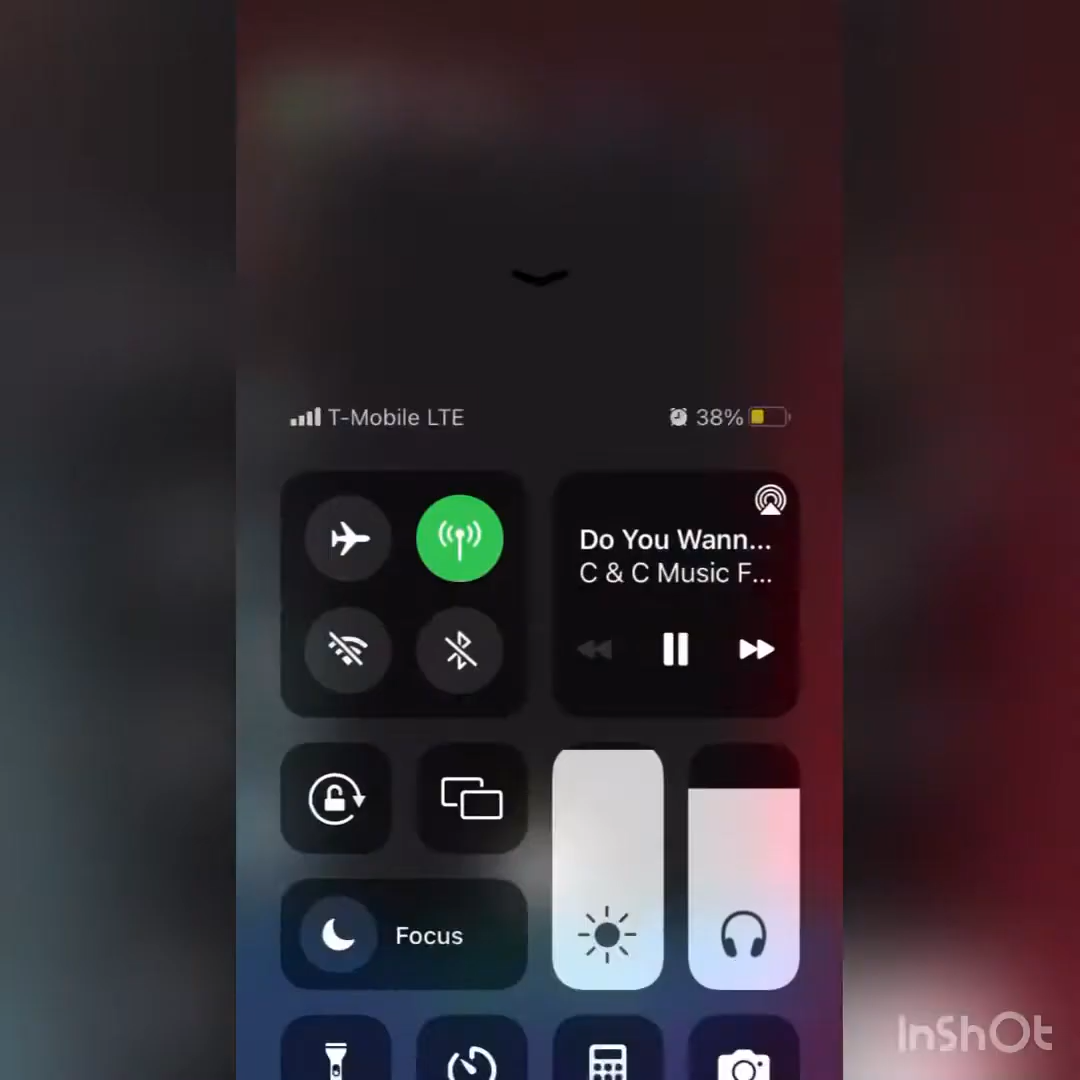 T-Mobile LTE
38%
Do You Wann...
C & C Music F...
Focus
InShOt